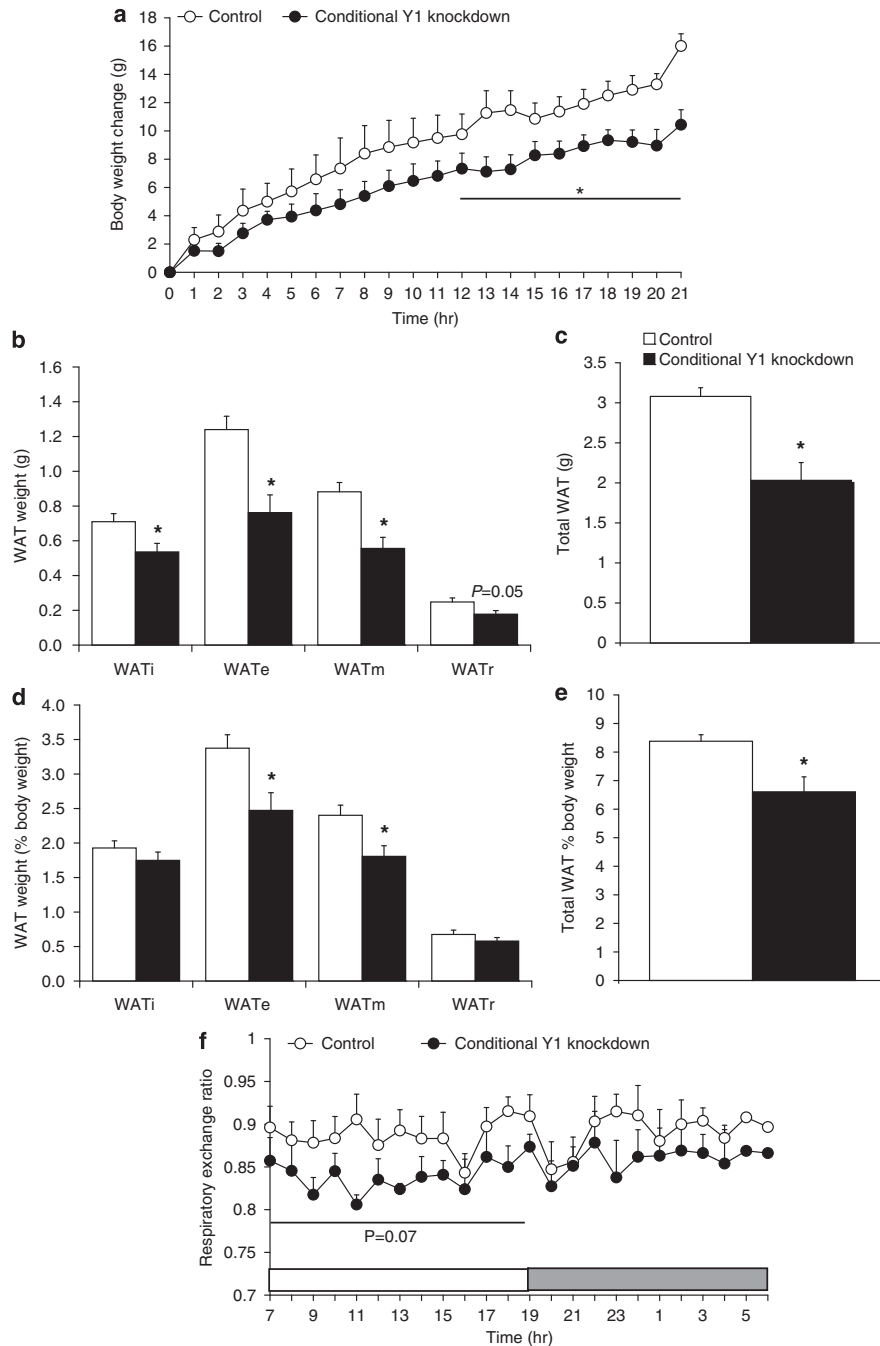 a
Control Conditional Y1 knockdown
Body weight change (g)
18
16
14
12
10
8
6
4
2
0
*
0 1 2 3 4 5 6 7 8 9 10 11 12 13 14 15 16 17 18 19 20 21
Time (hr)
b
WAT weight (g)
1.6
1.4
1.2
1.0
0.8
0.6
0.4
0.2
0.0
* * * P=0.05
WATi WATe WATm WATr
c
Control
Conditional Y1 knockdown
Total WAT (g)
3.5
3
2.5
2
1.5
1
0.5
0
*
d
WAT weight (% body weight)
4.0
3.5
3.0
2.5
2.0
1.5
1.0
0.5
0.0
* *
WATi WATe WATm WATr
e
Total WAT % body weight
10
9
8
7
6
5
4
3
2
1
0
*
f
Control Conditional Y1 knockdown
Respiratory exchange ratio
1
0.95
0.9
0.85
0.8
0.75
0.7
P=0.07
7 9 11 13 15 17 19 21 23 1 3 5
Time (hr)